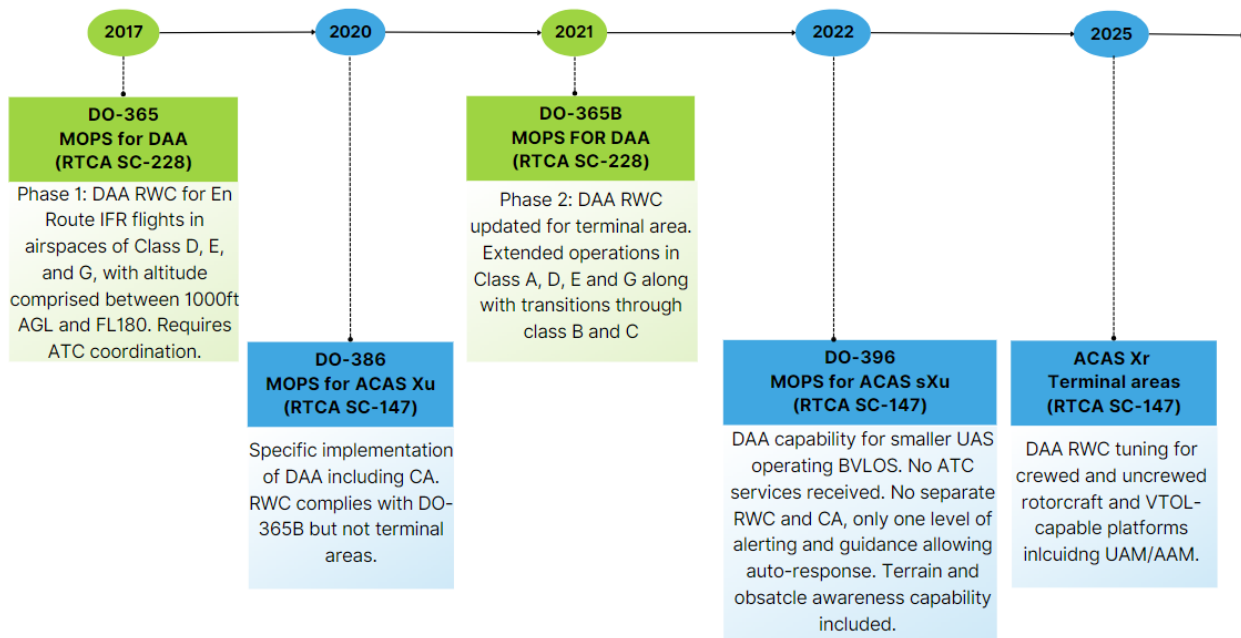 2017
2020
2021
2022
2025
DO-365
MOPS for DAA
(RTCA SC-228)
Phase 1: DAA RWC for En
Route IFR flights in
airspaces of Class D, E,
and G, with altitude
comprised between 1000ft
AGL and FL180. Requires
ATC coordination.
DO-386
MOPS for ACAS Xu
(RTCA SC-147)
Specific implementation
of DAA including CA.
RWC complies with DO-
365B but not terminal
areas.
DO-365B
MOPS FOR DAA
(RTCA SC-228)
Phase 2: DAA RWC
updated for terminal area.
Extended operations in
Class A, D, E and G along
with transitions through
class B and C
DO-396
MOPS for ACAS sXu
(RTCA SC-147)
DAA capability for smaller UAS
operating BVLOS. No ATC
services received. No separate
RWC and CA, only one level of
alerting and guidance allowing
auto-response. Terrain and
obsatcle awareness capability
included.
ACAS Xr
Terminal areas
(RTCA SC-147)
DAA RWC tuning for
crewed and uncrewed
rotorcraft and VTOL-
capable platforms
inlcuidng UAM/AAM.